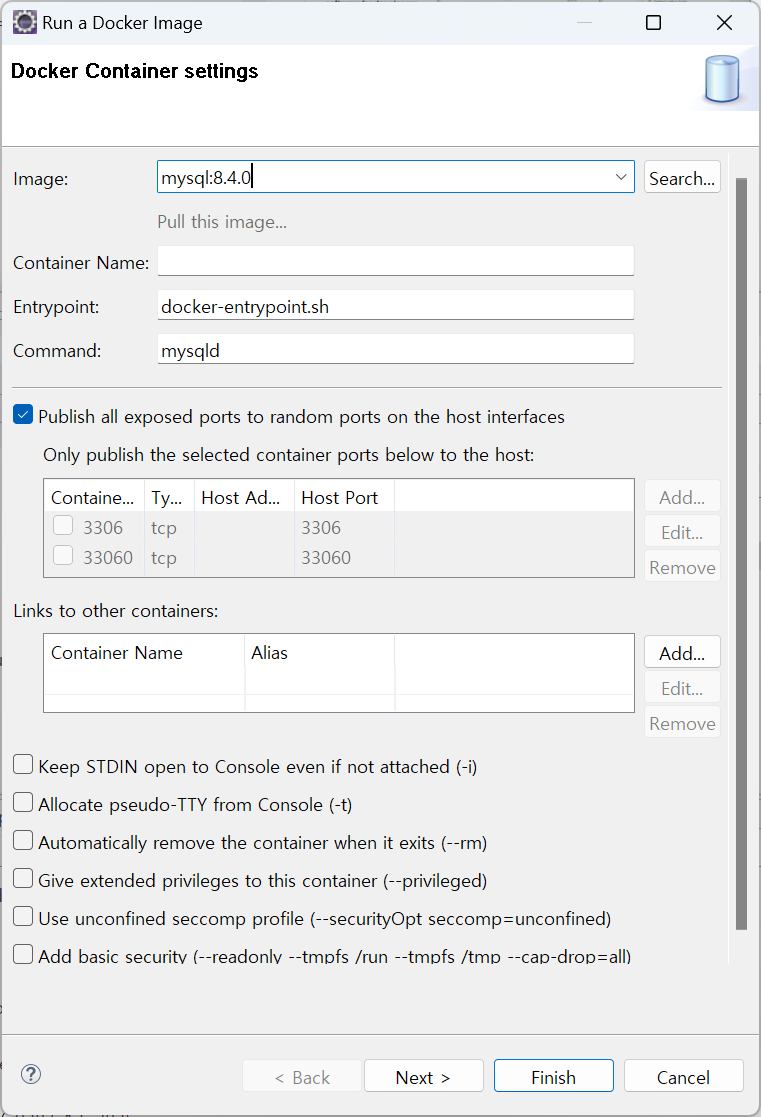 Run a Docker Image
Docker Container settings
Image: mysql:8.4.0 Search...
Pull this image...
Container Name:
Entrypoint: docker-entrypoint.sh
Command: mysqld
Publish all exposed ports to random ports on the host interfaces
Only publish the selected container ports below to the host:
Containe... Ty... Host Ad... Host Port Add...
3306 tcp 3306
Edit...
33060 tcp 33060
Remove
Links to other containers:
Container Name Alias Add...
Edit...
Remove
Keep STDIN open to Console even if not attached (-i)
Allocate pseudo-TTY from Console (-t)
Automatically remove the container when it exits (--rm)
Give extended privileges to this container (--privileged)
Use unconfined seccomp profile (--securityOpt seccomp=unconfined)
Add basic security (--readonly --tmpfs /run --tmpfs /tmp --cap-drop=all)
? < Back Next > Finish Cancel